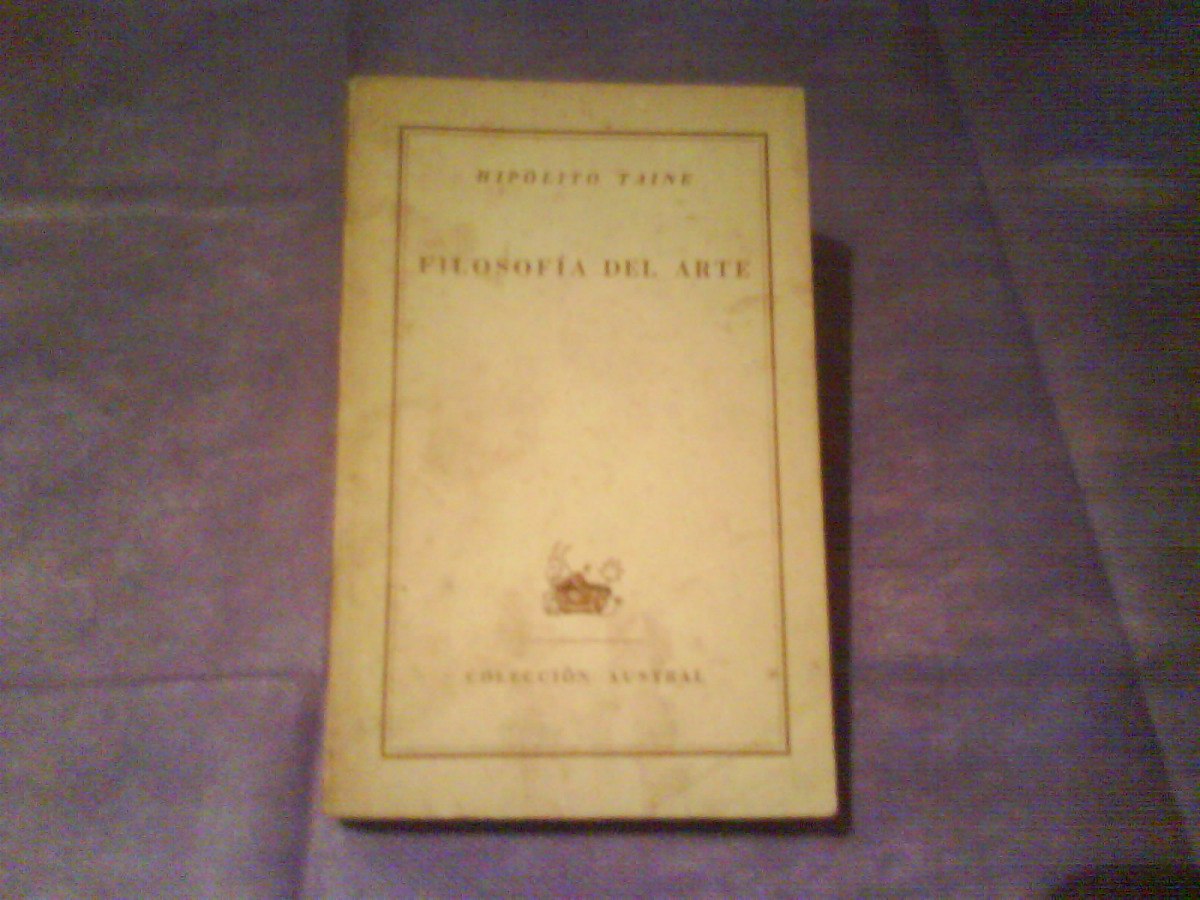 HIPÓLITO TAINE
FILOSOFÍA DEL ARTE
COLECCIÓN AUSTRAL